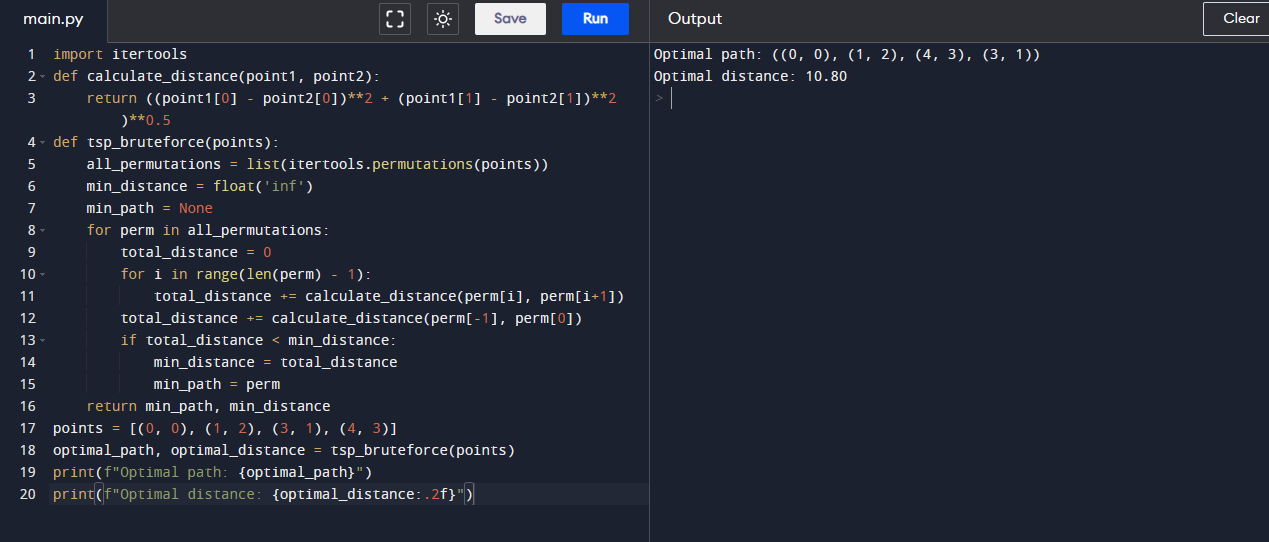 main.py
Save
Run
Output
Clear
1 import itertools
2 def calculate_distance(point1, point2):
3     return ((point1[0] - point2[0])**2 + (point1[1] - point2[1])**2
        )**0.5
4 def tsp_bruteforce(points):
5     all_permutations = list(itertools.permutations(points))
6     min_distance = float('inf')
7     min_path = None
8     for perm in all_permutations:
9         total_distance = 0
10         for i in range(len(perm) - 1):
11             total_distance += calculate_distance(perm[i], perm[i+1])
12         total_distance += calculate_distance(perm[-1], perm[0])
13         if total_distance < min_distance:
14             min_distance = total_distance
15             min_path = perm
16     return min_path, min_distance
17 points = [(0, 0), (1, 2), (3, 1), (4, 3)]
18 optimal_path, optimal_distance = tsp_bruteforce(points)
19 print(f"Optimal path: {optimal_path}")
20 print(f"Optimal distance: {optimal_distance:.2f}")
Optimal path: ((0, 0), (1, 2), (4, 3), (3, 1))
Optimal distance: 10.80
>